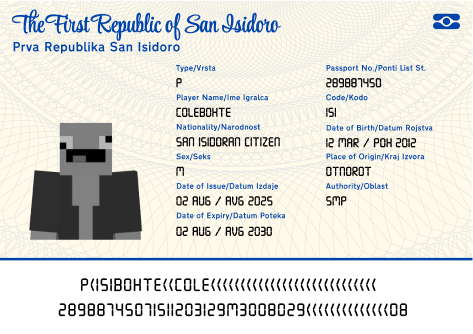 The First Republic of San Isidoro
Prva Republika San Isidoro
Type/Vrsta
P
Passport No./Ponti List St.
289887450
Player Name/Ime Igralca
COLEBOHTE
Code/Kodo
ISI
Nationality/Narodnost
SAN ISIDORAN CITIZEN
Date of Birth/Datum Rojstva
12 MAR / POH 2012
Sex/Seks
M
Place of Origin/Kraj Izvora
OTNOROT
Date of Issue/Datum Izdaje
02 AUG / AVG 2025
Authority/Oblast
SMP
Date of Expiry/Datum Poteka
02 AUG / AVG 2030
P<ISIBOHTE<<COLE<<<<<<<<<<<<<<<<<<<<<<<<<<<<
2898874507ISI1203129M3008029<<<<<<<<<<<<<<08